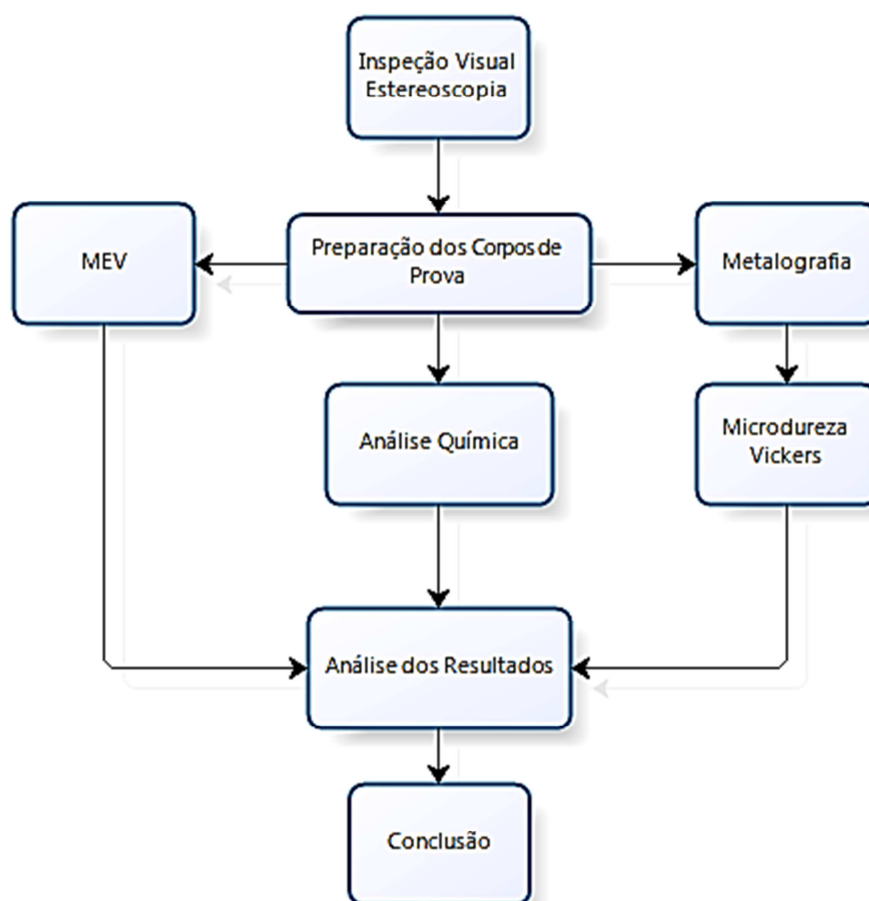 Inspeção Visual
Estereoscopia
MEV
Preparação dos Corpos de
Prova
Metalografia
Análise Química
Microdureza
Vickers
Análise dos Resultados
Conclusão